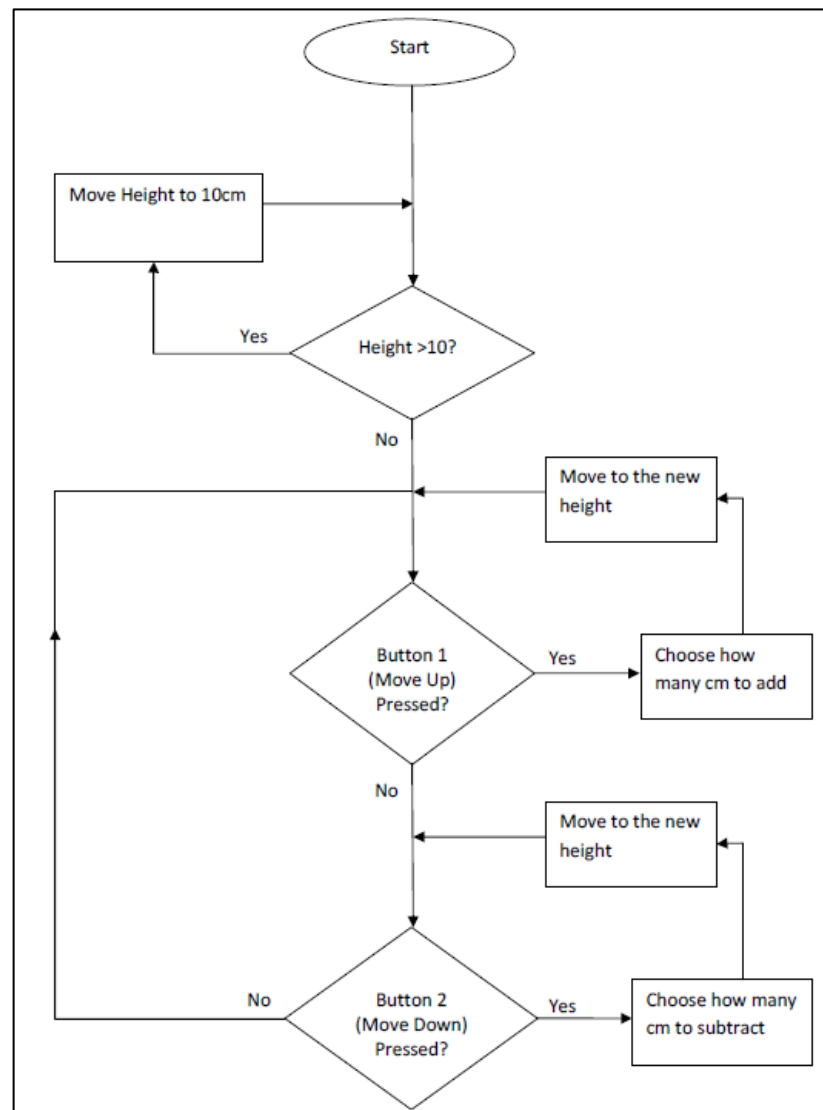 Start
Move Height to 10cm
Yes
Height >10?
No
Move to the new
height
Button 1
(Move Up)
Pressed?
Yes
Choose how
many cm to add
No
Move to the new
height
No
Button 2
(Move Down)
Pressed?
Yes
Choose how many
cm to subtract